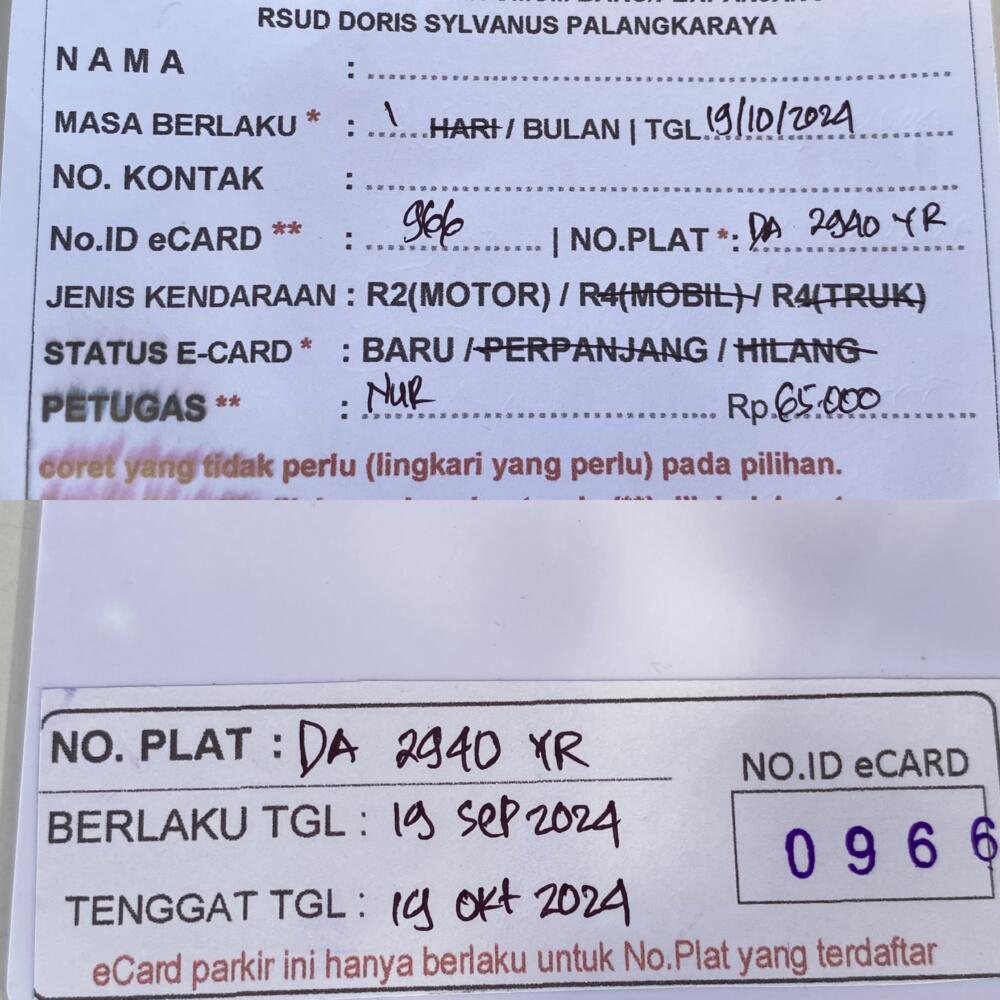 RSUD DORIS SYLVANUS PALANGKARAYA
N A M A :
MASA BERLAKU * : 1 HARI / BULAN | TGL 19/10/2024
NO. KONTAK :
No.ID eCARD ** : 966 | NO.PLAT *: DA 2940 YR
JENIS KENDARAAN : R2(MOTOR) / R4(MOBIL) / R4(TRUK)
STATUS E-CARD * : BARU / PERPANJANG / HILANG
PETUGAS ** : NUR Rp 65.000
coret yang tidak perlu (lingkari yang perlu) pada pilihan.
NO. PLAT : DA 2940 YR
NO.ID eCARD
BERLAKU TGL : 19 SEP 2024
0966
TENGGAT TGL : 19 OKT 2024
eCard parkir ini hanya berlaku untuk No.Plat yang terdaftar